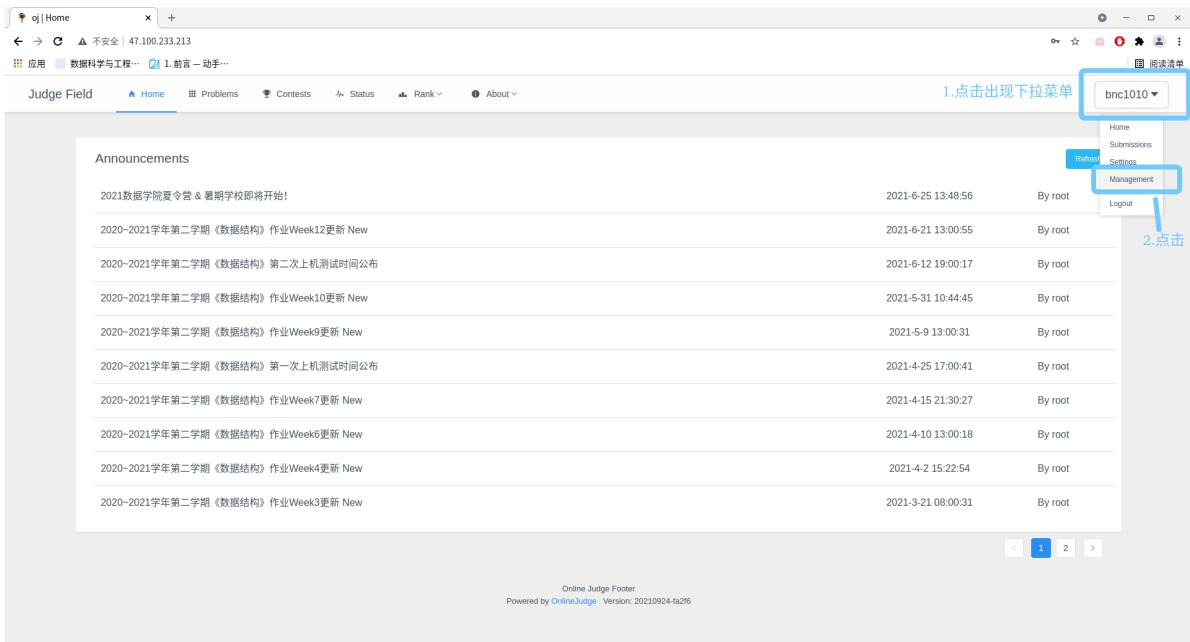 oj | Home
不安全 | 47.100.233.213
应用 数据科学与工程… 1. 前言 — 动手… 阅读清单
Judge Field Home Problems Contests Status Rank About 1.点击出现下拉菜单 bnc1010
Home
Submissions
Settings
Management
Logout
2.点击
Announcements Refresh
2021数据学院夏令营 & 暑期学校即将开始! 2021-6-25 13:48:56 By root
2020~2021学年第二学期《数据结构》作业Week12更新 New 2021-6-21 13:00:55 By root
2020~2021学年第二学期《数据结构》第二次上机测试时间公布 2021-6-12 19:00:17 By root
2020~2021学年第二学期《数据结构》作业Week10更新 New 2021-5-31 10:44:45 By root
2020~2021学年第二学期《数据结构》作业Week9更新 New 2021-5-9 13:00:31 By root
2020~2021学年第二学期《数据结构》第一次上机测试时间公布 2021-4-25 17:00:41 By root
2020~2021学年第二学期《数据结构》作业Week7更新 New 2021-4-15 21:30:27 By root
2020~2021学年第二学期《数据结构》作业Week6更新 New 2021-4-10 13:00:18 By root
2020~2021学年第二学期《数据结构》作业Week4更新 New 2021-4-2 15:22:54 By root
2020~2021学年第二学期《数据结构》作业Week3更新 New 2021-3-21 08:00:31 By root
1 2
Online Judge Footer
Powered by OnlineJudge Version: 20210924-fa2f6